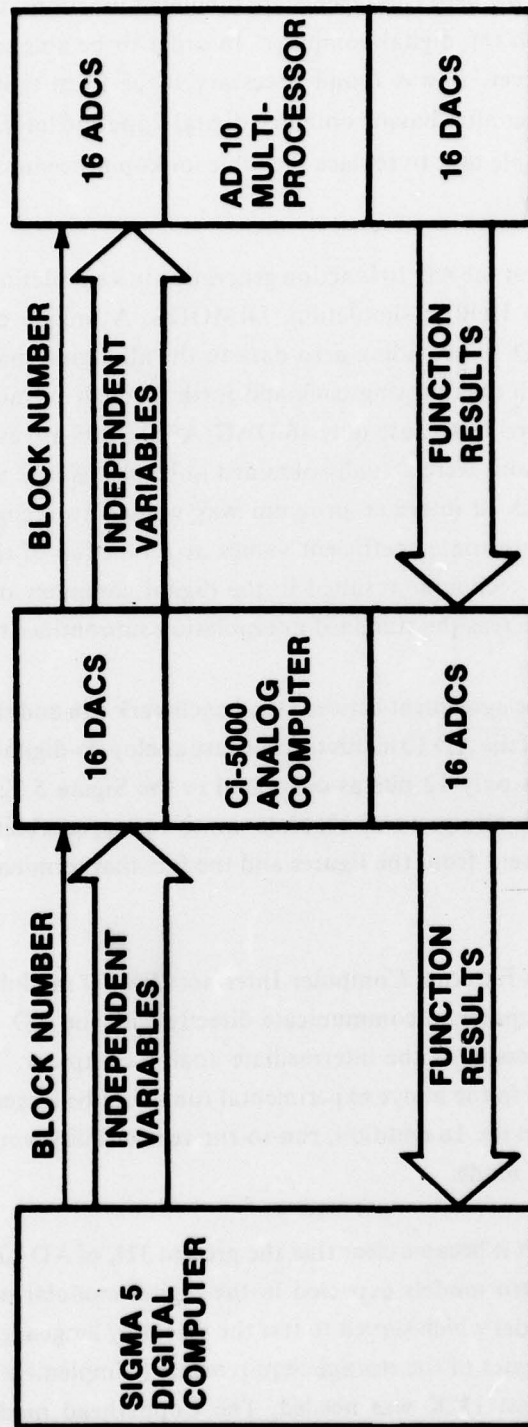 SIGMA 5
DIGITAL
COMPUTER
BLOCK NUMBER
INDEPENDENT
VARIABLES
FUNCTION
RESULTS
16 DACS
CI-5000
ANALOG
COMPUTER
16 ADCS
BLOCK NUMBER
INDEPENDENT
VARIABLES
FUNCTION
RESULTS
16 ADCS
AD 10
MULTI-
PROCESSOR
16 DACS